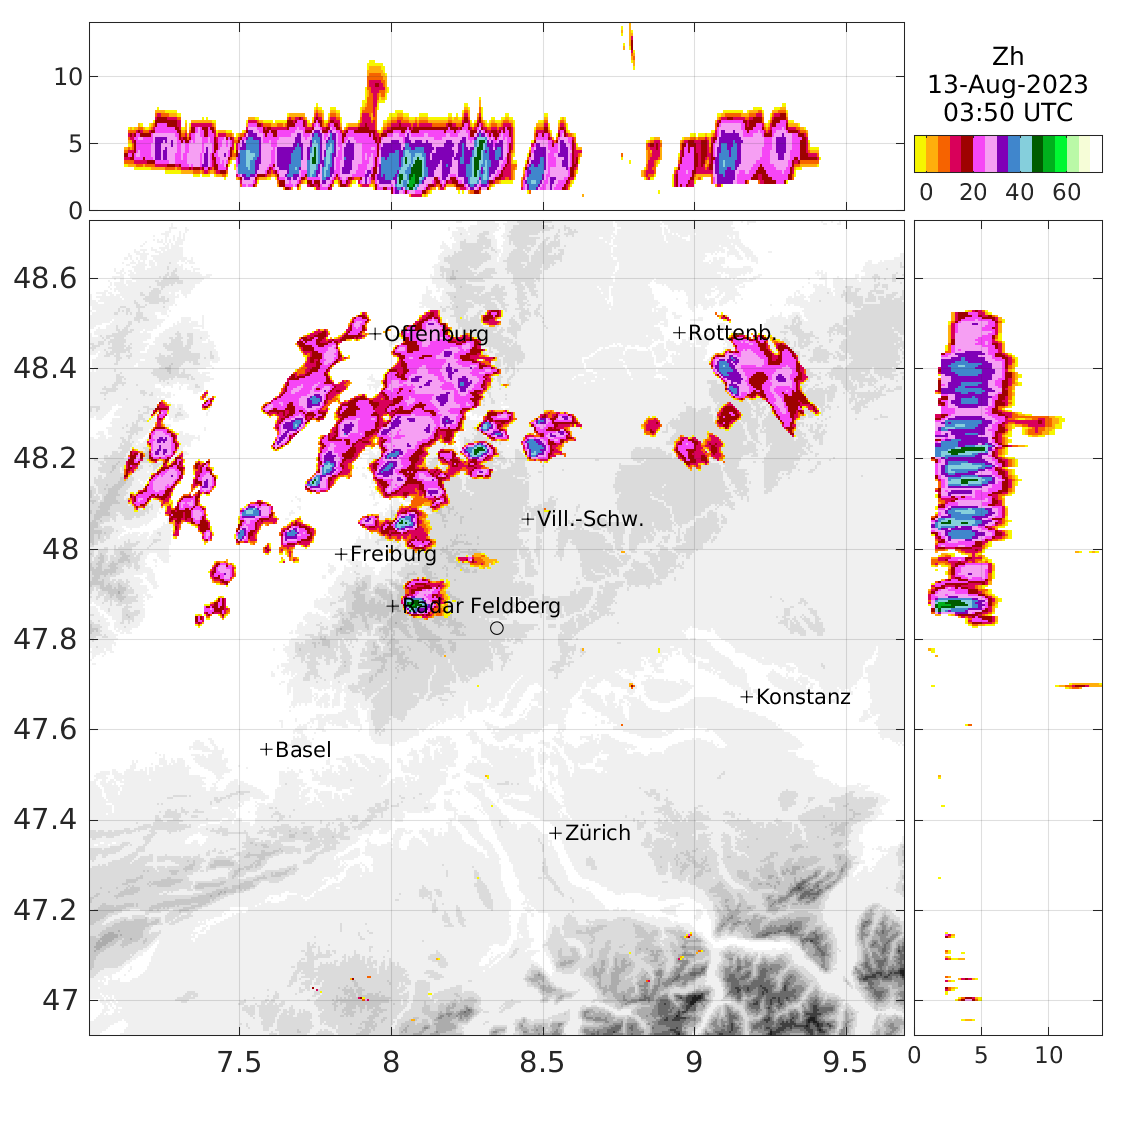 10
5
0
Zh
13-Aug-2023
03:50 UTC
0 20 40 60
48.6
48.4
48.2
48
47.8
47.6
47.4
47.2
47
+Offenburg
+Rottenb.
+Vill.-Schw.
+Freiburg
+Radar Feldberg
+Konstanz
+Basel
+Zürich
7.5 8 8.5 9 9.5
0 5 10